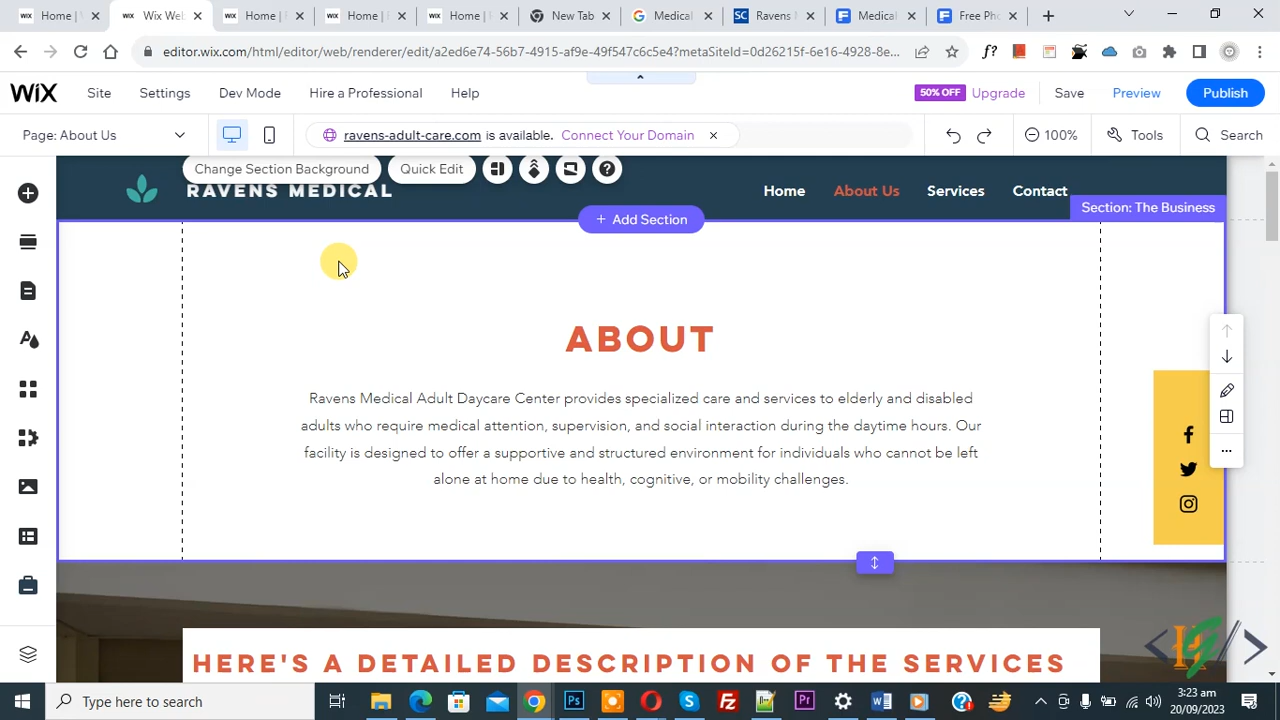 Home | 
Wix Web
Home | 
Home | 
Home | 
New Tab
Medical
Ravens
Medical
Free Pho
editor.wix.com/html/editor/web/renderer/edit/a2ed6e74-56b7-4915-af9e-49f547c6c5e4?metaSiteId=0d26215f-6e16-4928-8e...
f?
WiX Site Settings Dev Mode Hire a Professional Help 50% OFF Upgrade Save Preview Publish
Page: About Us ravens-adult-care.com is available. Connect Your Domain 100% Tools Search
Change Section Background Quick Edit ?
RAVENS MEDICAL Home About Us Services Contact
Section: The Business
+ Add Section
ABOUT
Ravens Medical Adult Daycare Center provides specialized care and services to elderly and disabled
adults who require medical attention, supervision, and social interaction during the daytime hours. Our
facility is designed to offer a supportive and structured environment for individuals who cannot be left
alone at home due to health, cognitive, or mobility challenges.
HERE'S A DETAILED DESCRIPTION OF THE SERVICES
Type here to search
3:23 am
20/09/2023